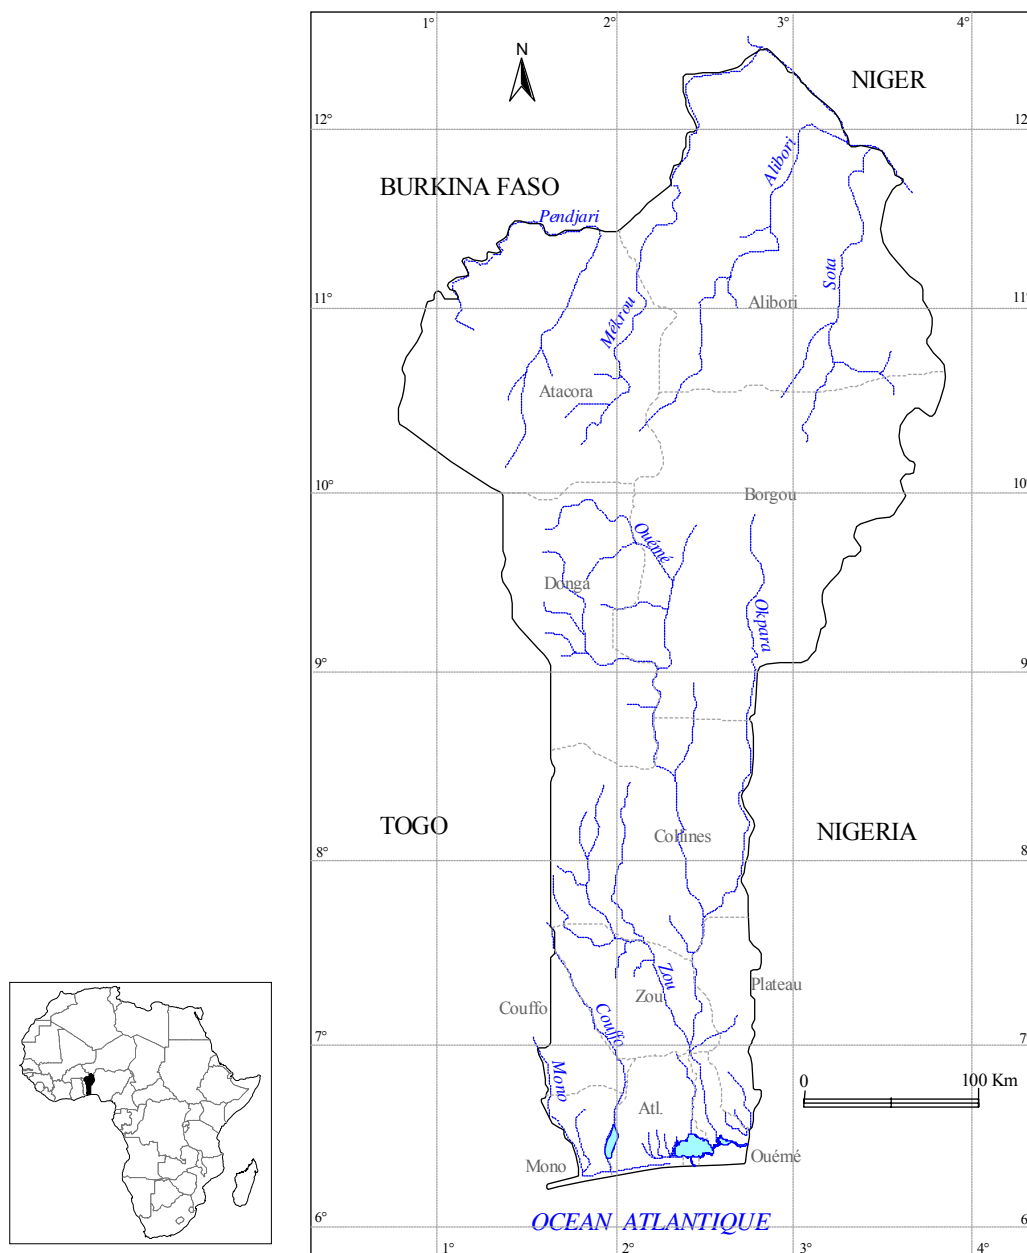 1° 2° 3° 4°
N
NIGER
12° 12
Alibori
BURKINA FASO
Pendjari
Sota
11° 11°
Alibori
Mékrou
Atacora
10° 10°
Borgou
Ouémé
Donga
Okpara
9° 9
TOGO
Collines
NIGERIA
8° 8
Zou
Plateau
Zou
Couffo
Couffo
7° 7
Mono
0 100 Km
Atl.
Mono
Ouémé
OCEAN ATLANTIQUE
6° 6
1° 2° 3° 4°